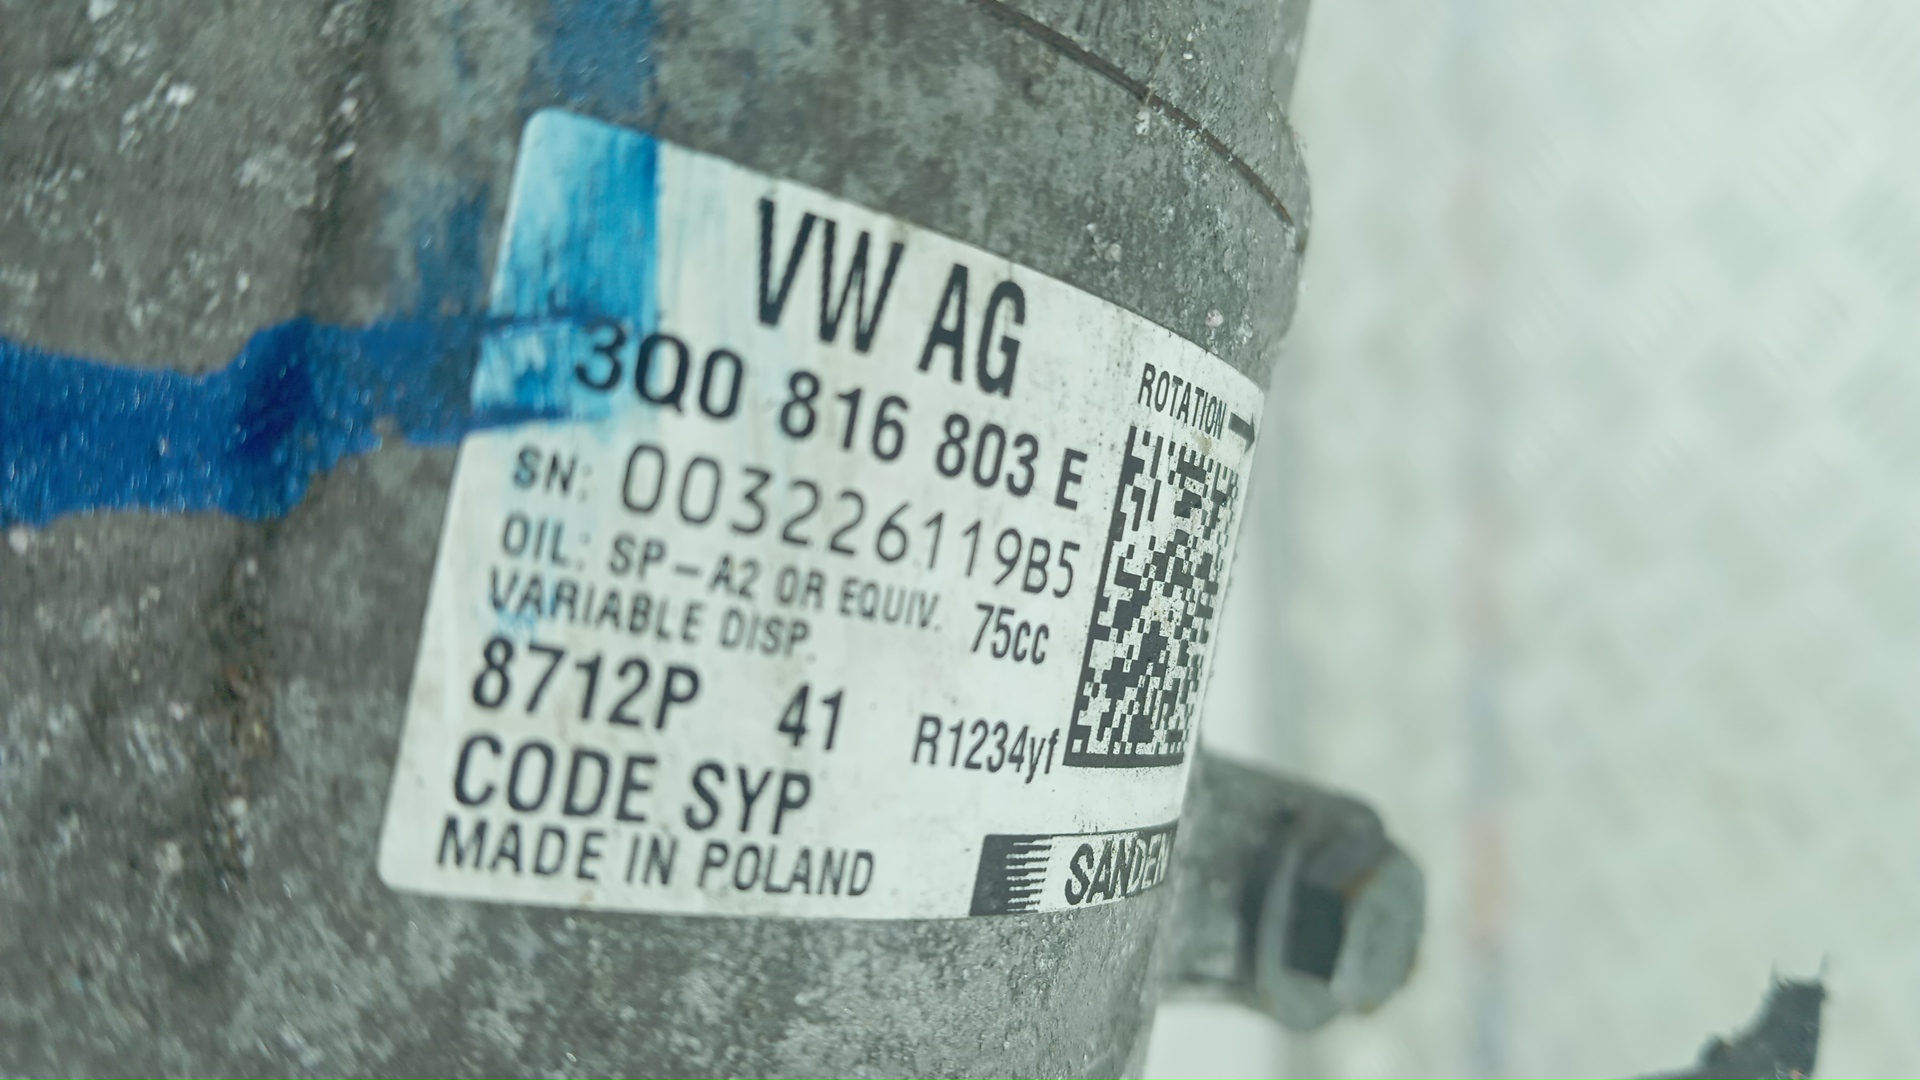 VW AG
3Q0 816 803 E
ROTATION →
SN: 003226119B5
OIL: SP-A2 OR EQUIV. 75cc
VARIABLE DISP.
8712P 41 R1234yf
CODE SYP
MADE IN POLAND
SANDEN